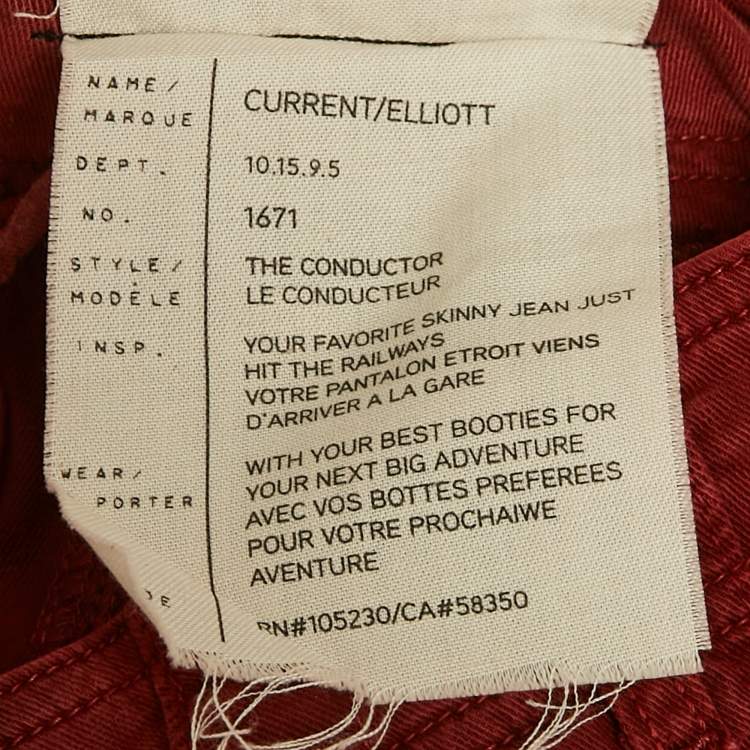 NAME/ CURRENT/ELLIOTT
MARQUE
DEPT. 10.15.9.5
NO. 1671
STYLE/ THE CONDUCTOR
MODÈLE LE CONDUCTEUR
INSP. YOUR FAVORITE SKINNY JEAN JUST
HIT THE RAILWAYS
VOTRE PANTALON ETROIT VIENS
D'ARRIVER A LA GARE
WEAR/ WITH YOUR BEST BOOTIES FOR
PORTER YOUR NEXT BIG ADVENTURE
AVEC VOS BOTTES PREFEREES
POUR VOTRE PROCHAIWE
AVENTURE
RN#105230/CA#58350